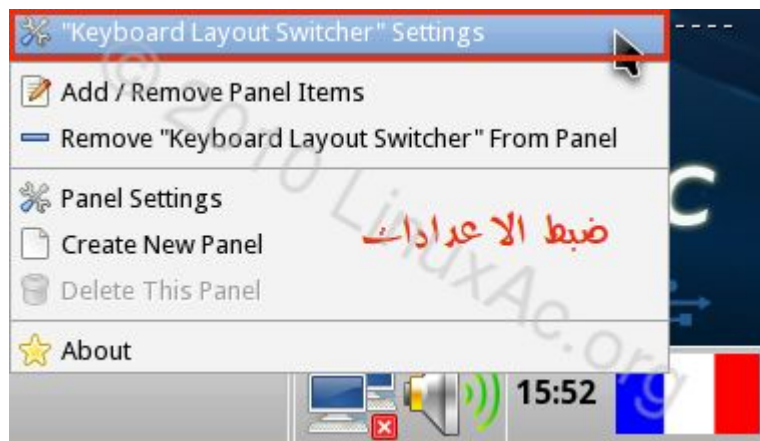 "Keyboard Layout Switcher" Settings
Add / Remove Panel Items
Remove "Keyboard Layout Switcher" From Panel
Panel Settings
Create New Panel
ضبط الاعدادات
Delete This Panel
About
15:52
© 2010 LinuxAc.org